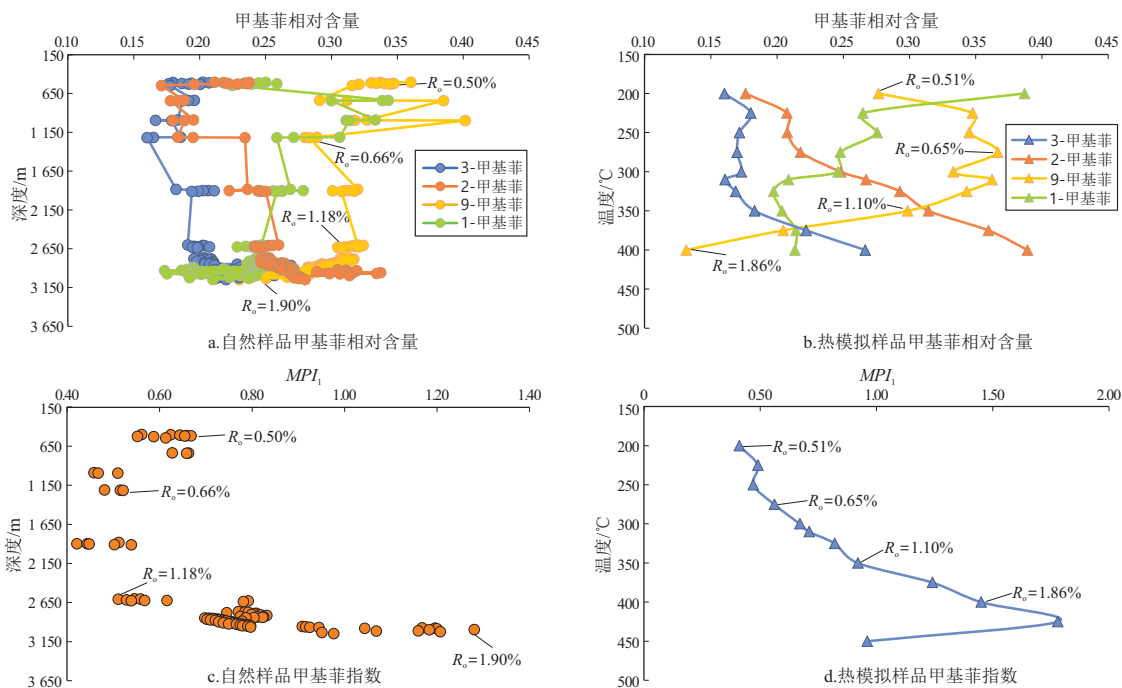 甲基菲相对含量
0.10 0.15 0.20 0.25 0.30 0.35 0.40 0.45
150
650
1 150
1 650
2 150
2 650
3 150
3 650
深度/m
Ro=0.50%
Ro=0.66%
Ro=1.18%
Ro=1.90%
3-甲基菲
2-甲基菲
9-甲基菲
1-甲基菲
a.自然样品甲基菲相对含量
甲基菲相对含量
0.10 0.15 0.20 0.25 0.30 0.35 0.40 0.45
150
200
250
300
350
400
450
500
温度/℃
Ro=0.51%
Ro=0.65%
Ro=1.10%
Ro=1.86%
3-甲基菲
2-甲基菲
9-甲基菲
1-甲基菲
b.热模拟样品甲基菲相对含量
MPI1
0.40 0.60 0.80 1.00 1.20 1.40
150
650
1 150
1 650
2 150
2 650
3 150
3 650
深度/m
Ro=0.50%
Ro=0.66%
Ro=1.18%
Ro=1.90%
c.自然样品甲基菲指数
MPI1
0 0.50 1.00 1.50 2.00
150
200
250
300
350
400
450
500
温度/℃
Ro=0.51%
Ro=0.65%
Ro=1.10%
Ro=1.86%
d.热模拟样品甲基菲指数